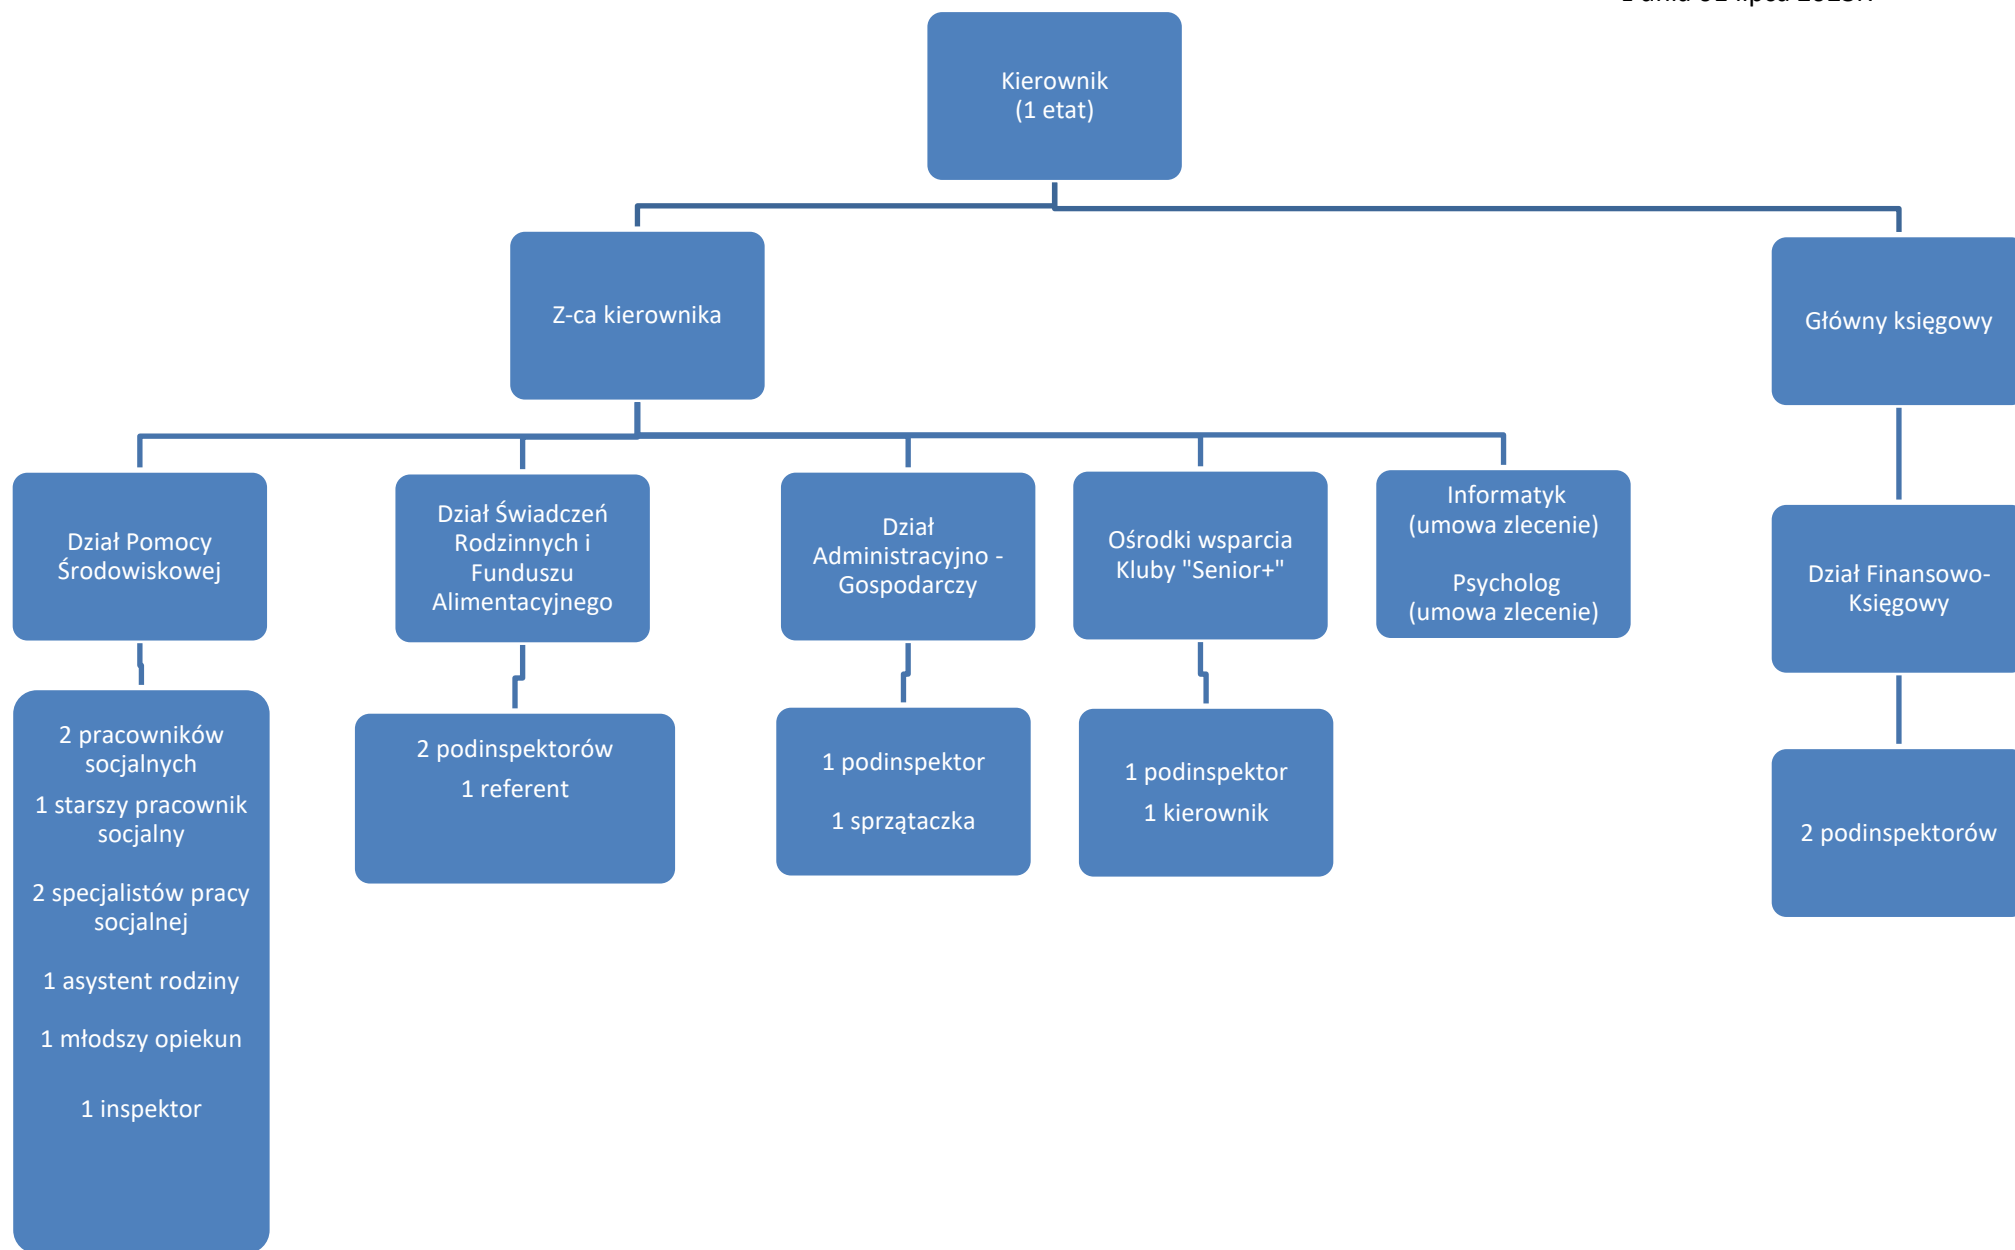 dnia 01 lipca
Kierownik
(1 etat)
Z-ca kierownika
Główny księgowy
Dział Pomocy
Środowiskowej
Dział Świadczeń
Rodzinnych i
Funduszu
Alimentacyjnego
Dział
Administracyjno -
Gospodarczy
Ośrodki wsparcia
Kluby "Senior+"
Informatyk
(umowa zlecenie)
Psycholog
(umowa zlecenie)
Dział Finansowo-
Księgowy
2 pracowników
socjalnych
1 starszy pracownik
socjalny
2 specjalistów pracy
socjalnej
1 asystent rodziny
1 młodszy opiekun
1 inspektor
2 podinspektorów
1 referent
1 podinspektor
1 sprzątaczka
1 podinspektor
1 kierownik
2 podinspektorów